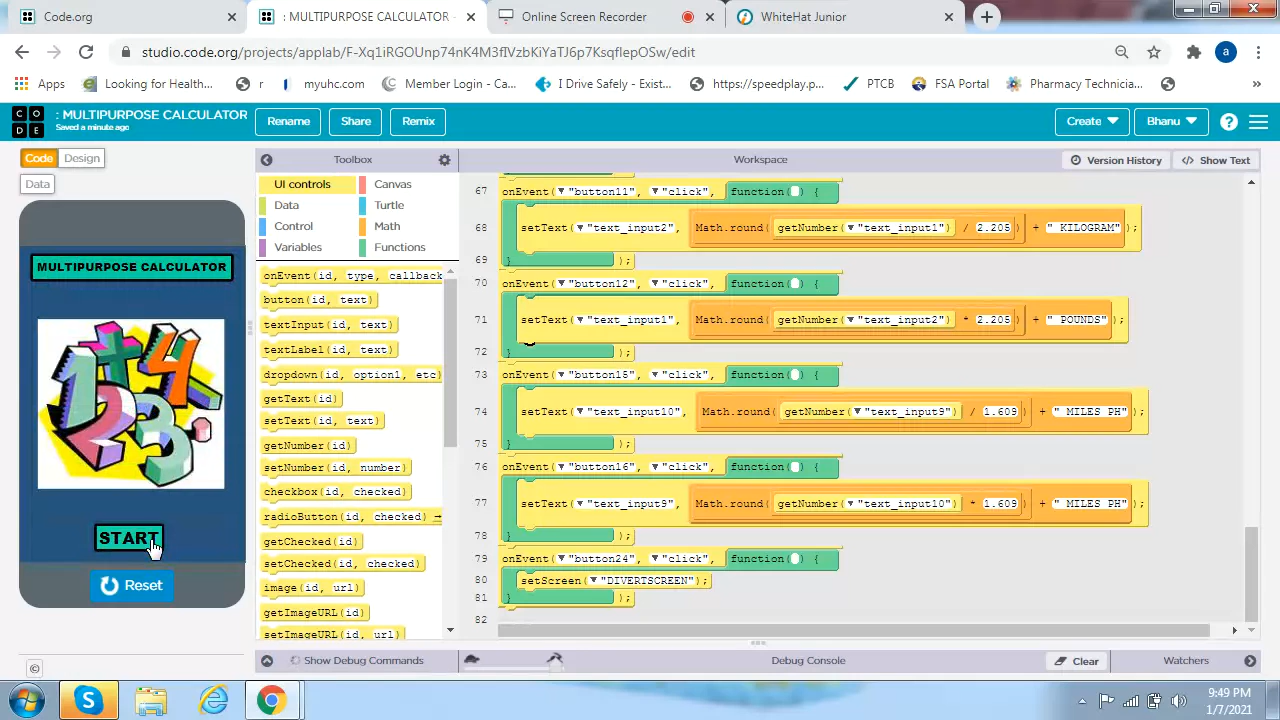 Code.org
: MULTIPURPOSE CALCULATOR -
Online Screen Recorder
WhiteHat Junior
studio.code.org/projects/applab/F-Xq1iRGOUnp74nK4M3flVzbKiYaTJ6p7KsqflepOSw/edit
a
Apps
Looking for Health...
r
myuhc.com
Member Login - Ca...
I Drive Safely - Exist...
https://speedplay....
PTCB
FSA Portal
Pharmacy Technicia...
»
CODE
: MULTIPURPOSE CALCULATOR
Saved a minute ago
Rename
Share
Remix
Create
Bhanu
?
Code
Design
Data
Toolbox
Workspace
Version History
</> Show Text
UI controls
Canvas
Data
Turtle
Control
Math
Variables
Functions
onEvent(id, type, callback
button(id, text)
textInput(id, text)
textLabel(id, text)
dropdown(id, option1, etc)
getText(id)
setText(id, text)
getNumber(id)
setNumber(id, number)
checkbox(id, checked)
radioButton(id, checked)
getChecked(id)
setChecked(id, checked)
image(id, url)
getImageURL(id)
setImageURL(id, url)
MULTIPURPOSE CALCULATOR
1 4 2 3
START
Reset
67 onEvent( "button11", "click", function( ) {
68 setText( "text_input2", Math.round( getNumber( "text_input1") / 2.205 ) + " KILOGRAM");
69 } );
70 onEvent( "button12", "click", function( ) {
71 setText( "text_input1", Math.round( getNumber( "text_input2") * 2.205 ) + " POUNDS");
72 } );
73 onEvent( "button15", "click", function( ) {
74 setText( "text_input10", Math.round( getNumber( "text_input9") / 1.609 ) + " MILES PH");
75 } );
76 onEvent( "button16", "click", function( ) {
77 setText( "text_input9", Math.round( getNumber( "text_input10") * 1.609 ) + " MILES PH");
78 } );
79 onEvent( "button24", "click", function( ) {
80 setScreen( "DIVERTSCREEN");
81 } );
82
©
Show Debug Commands
Debug Console
Clear
Watchers
9:49 PM
1/7/2021